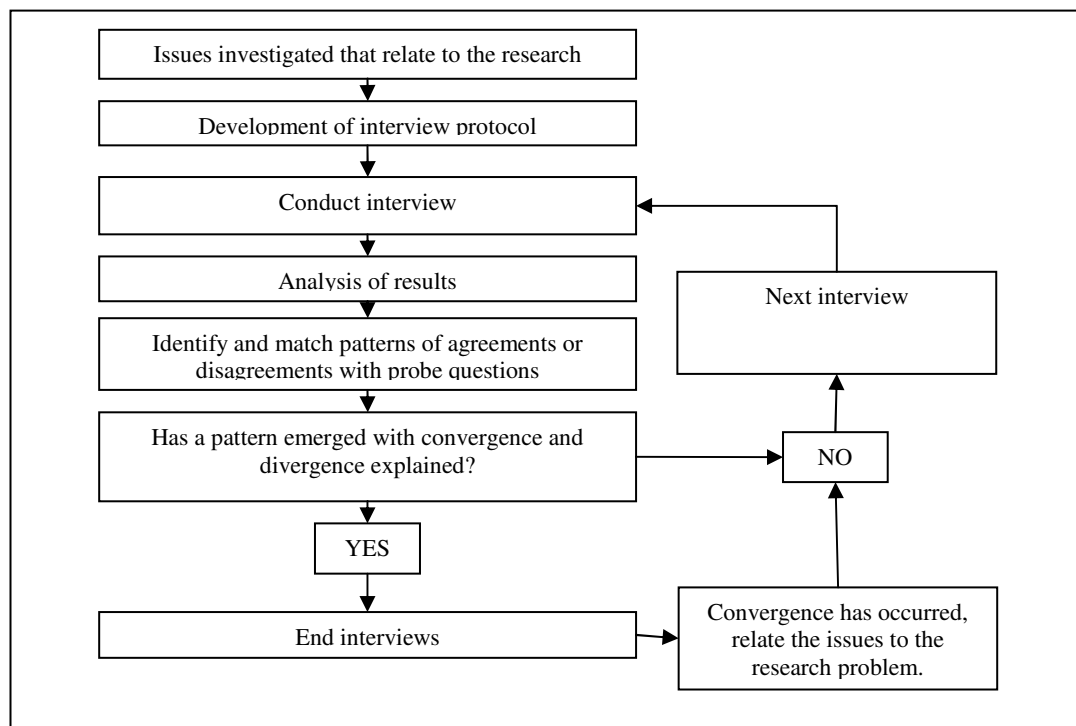 Issues investigated that relate to the research
Development of interview protocol
Conduct interview
Analysis of results
Next interview
Identify and match patterns of agreements or
disagreements with probe questions
Has a pattern emerged with convergence and
divergence explained?
NO
YES
End interviews
Convergence has occurred,
relate the issues to the
research problem.